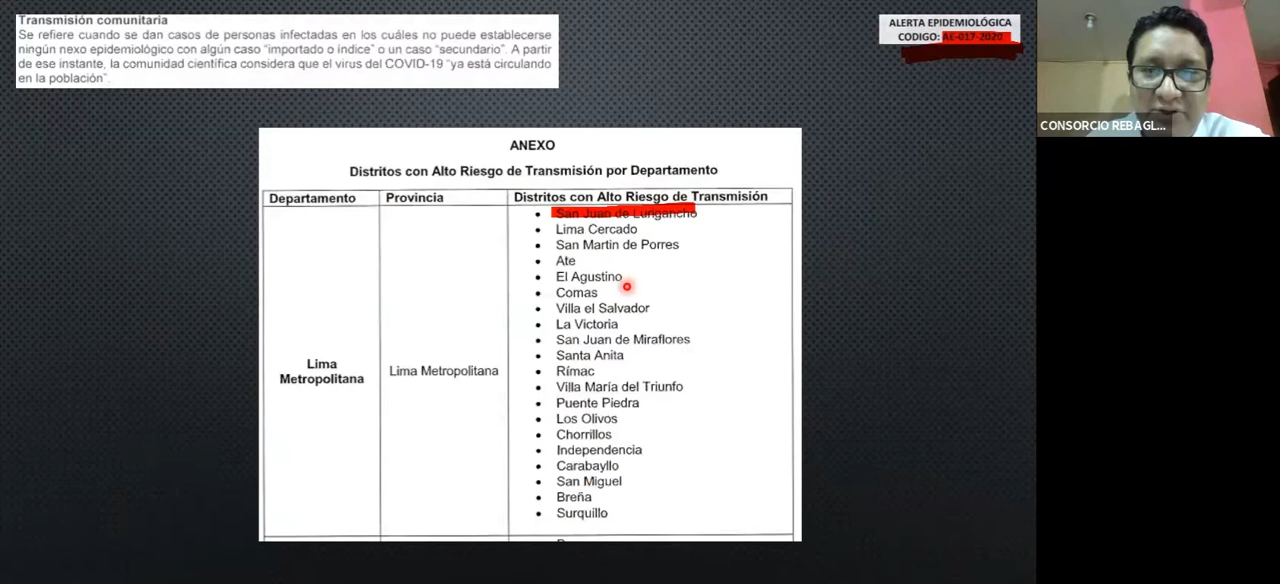 Transmisión comunitaria
Se refiere cuando se dan casos de personas infectadas en los cuáles no puede establecerse
ningún nexo epidemiológico con algún caso “importado o índice” o un caso “secundario”. A partir
de ese instante, la comunidad científica considera que el virus del COVID-19 “ya está circulando
en la población”.
ALERTA EPIDEMIOLÓGICA
CODIGO: AE-017-2020
CONSORCIO REBAGL...
ANEXO
Distritos con Alto Riesgo de Transmisión por Departamento
Departamento
Provincia
Distritos con Alto Riesgo de Transmisión
Lima
Metropolitana
Lima Metropolitana
• San Juan de Lurigancho
• Lima Cercado
• San Martin de Porres
• Ate
• El Agustino
• Comas
• Villa el Salvador
• La Victoria
• San Juan de Miraflores
• Santa Anita
• Rímac
• Villa María del Triunfo
• Puente Piedra
• Los Olivos
• Chorrillos
• Independencia
• Carabayllo
• San Miguel
• Breña
• Surquillo